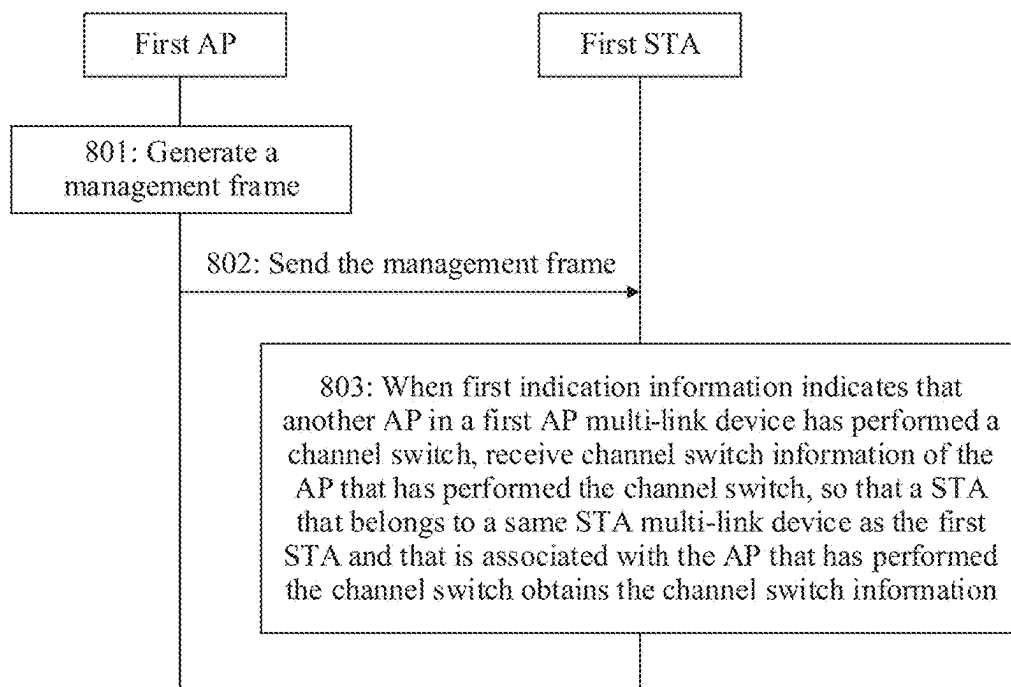 First AP
First STA
801: Generate a
management frame
802: Send the management frame
803: When first indication information indicates that
another AP in a first AP multi-link device has performed a
channel switch, receive channel switch information of the
AP that has performed the channel switch, so that a STA
that belongs to a same STA multi-link device as the first
STA and that is associated with the AP that has performed
the channel switch obtains the channel switch information